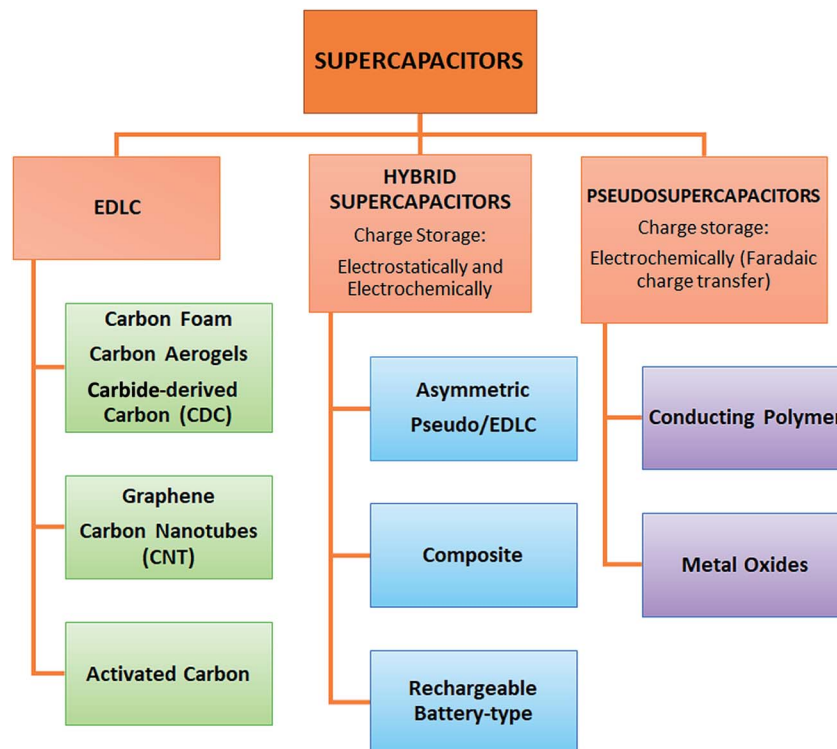 SUPERCAPACITORS
EDLC
Carbon Foam
Carbon Aerogels
Carbide-derived
Carbon (CDC)
Graphene
Carbon Nanotubes
(CNT)
Activated Carbon
HYBRID
SUPERCAPACITORS
Charge Storage:
Electrostatically and
Electrochemically
Asymmetric
Pseudo/EDLC
Composite
Rechargeable
Battery-type
PSEUDOSUPERCAPACITORS
Charge storage:
Electrochemically (Faradaic
charge transfer)
Conducting Polymer
Metal Oxides